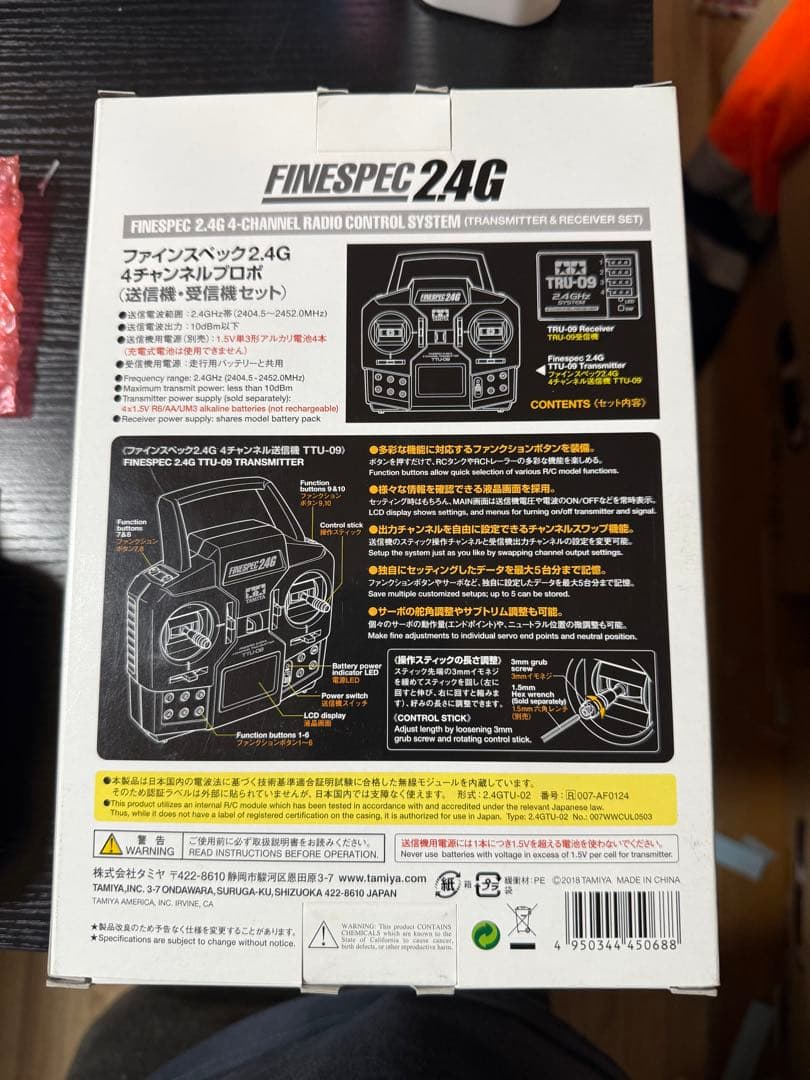 FINESPEC 2.4G
FINESPEC 2.4G 4-CHANNEL RADIO CONTROL SYSTEM (TRANSMITTER & RECEIVER SET)
ファインスペック2.4G
4チャンネルプロポ
(送信機・受信機セット)
●送信電波範囲:2.4GHz帯(2404.5〜2452.0MHz)
●送信電波出力:10dBm以下
●送信機用電源(別売):1.5V単3形アルカリ電池4本
(充電式電池は使用できません)
●受信機用電源:走行用バッテリーと共用
●Frequency range: 2.4GHz (2404.5 - 2452.0MHz)
●Maximum transmit power: less than 10dBm
●Transmitter power supply (sold separately):
4x1.5V R6/AA/UM3 alkaline batteries (not rechargeable)
●Receiver power supply: shares model battery pack
FINESPEC 2.4G
TTU-09
TRU-09
2.4GHz
SYSTEM
1
2
3
4
TRU-09 Receiver
TRU-09受信機
Finespec 2.4G
TTU-09 Transmitter
ファインスペック2.4G
4チャンネル送信機 TTU-09
CONTENTS《セット内容》
《ファインスペック2.4G 4チャンネル送信機 TTU-09》
FINESPEC 2.4G TTU-09 TRANSMITTER
Function
buttons 9&10
ファンクション
ボタン9,10
Control stick
操作スティック
Function
buttons
7&8
ファンクション
ボタン7,8
FINESPEC 2.4G
TAMIYA
TTU-09
Battery power
indicator LED
電源LED
Power switch
送信機スイッチ
LCD display
液晶画面
Function buttons 1-6
ファンクションボタン1〜6
●多彩な機能に対応するファンクションボタンを装備。
ボタンを押すだけで、RCタンクやRCトレーラーの多彩な機能を楽しめる。
Function buttons allow quick selection of various R/C model functions.
●様々な情報を確認できる液晶画面を採用。
セッティング時はもちろん、MAIN画面は送信機電圧や電波のON/OFFなどを常時表示。
LCD display shows settings, and menus for turning on/off transmitter and signal.
●出力チャンネルを自由に設定できるチャンネルスワップ機能。
送信機のスティック操作チャンネルと受信機出力チャンネルの設定を変更可能。
Setup the system just as you like by swapping channel output settings.
●独自にセッティングしたデータを最大5台分まで記憶。
ファンクションボタンやサーボなど、独自に設定したデータを最大5台分まで記憶。
Save multiple customized setups; up to 5 can be stored.
●サーボの舵角調整やサブトリム調整も可能。
個々のサーボの動作量(エンドポイント)や、ニュートラル位置の微調整も可能。
Make fine adjustments to individual servo end points and neutral position.
《操作スティックの長さ調整》
スティック先端の3mmイモネジ
を緩めてスティックを回し(左に
回すと伸び、右に回すと縮みま
す)、好みの長さに調整できます。
《CONTROL STICK》
Adjust length by loosening 3mm
grub screw and rotating control stick.
3mm grub
screw
3mmイモネジ
1.5mm
Hex wrench
(Sold separately)
1.5mm六角レンチ
(別売)
●本製品は日本国内の電波法に基づく技術基準適合証明試験に合格した無線モジュールを内蔵しています。
そのため認証ラベルは外部に貼られていませんが、日本国内では支障なく使えます。 形式:2.4GTU-02 番号:R007-AF0124
●This product utilizes an internal R/C module which has been tested in accordance with and accredited under the relevant Japanese law.
Thus, while it does not have a label of registered certification on the casing, it is authorized for use in Japan. Type: 2.4GTU-02 No.: 007WWCUL0503
警告
WARNING
ご使用前に必ず取扱説明書をお読みください。
READ INSTRUCTIONS BEFORE OPERATION.
送信機用電源には1本につき1.5Vを超える電池を使わないでください。
Never use batteries with voltage in excess of 1.5V per cell for transmitter.
株式会社タミヤ 〒422-8610 静岡市駿河区恩田原3-7 www.tamiya.com
TAMIYA,INC. 3-7 ONDAWARA, SURUGA-KU, SHIZUOKA 422-8610 JAPAN
TAMIYA AMERICA, INC. IRVINE, CA
紙
箱
プラ
緩衝材:PE
袋
©2018 TAMIYA MADE IN CHINA
★製品改良のため予告なく仕様を変更することがあります。
★Specifications are subject to change without notice.
WARNING: This product CONTAINS
CHEMICALS which are known to the
State of California to cause cancer,
birth defects, or other reproductive harm.
4 950344 450688